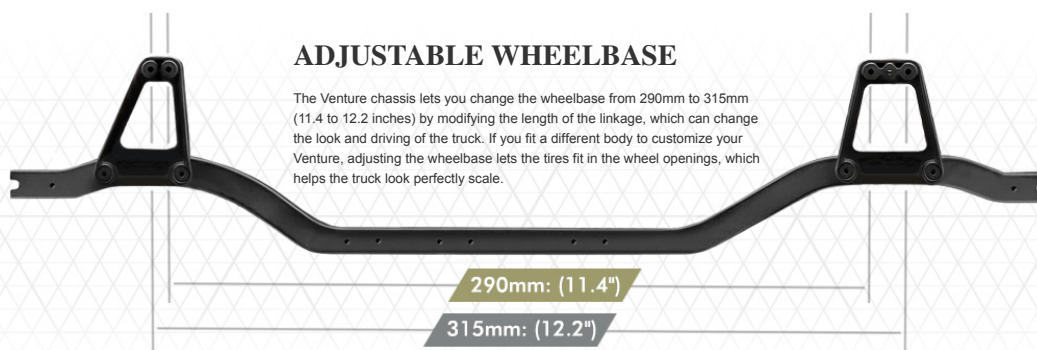 ADJUSTABLE WHEELBASE
The Venture chassis lets you change the wheelbase from 290mm to 315mm
(11.4 to 12.2 inches) by modifying the length of the linkage, which can change
the look and driving of the truck. If you fit a different body to customize your
Venture, adjusting the wheelbase lets the tires fit in the wheel openings, which
helps the truck look perfectly scale.
290mm: (11.4")
315mm: (12.2")